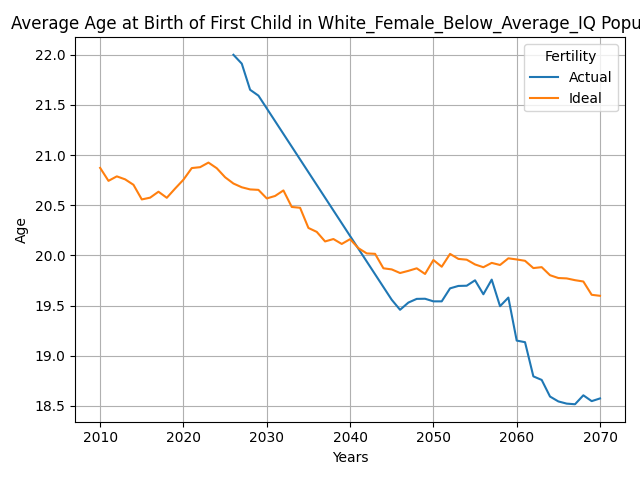 Average Age at Birth of First Child in White_Female_Below_Average_IQ Popu
Fertility
Actual
Ideal
22.0
21.5
21.0
20.5
20.0
19.5
19.0
18.5
Age
2010 2020 2030 2040 2050 2060 2070
Years